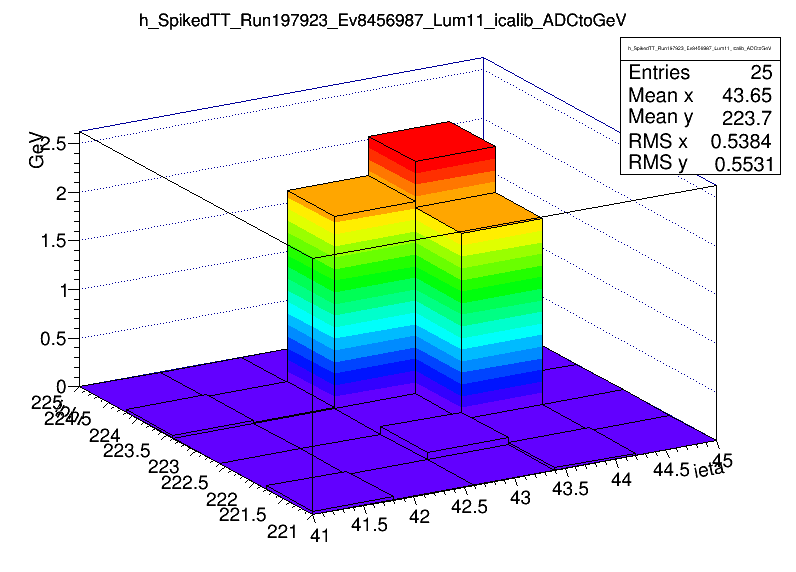 h_SpikedTT_Run197923_Ev8456987_Lum11_icalib_ADCtoGeV
h_SpikedTT_Run197923_Ev8456987_Lum11_icalib_ADCtoGeV
Entries 25
Mean x 43.65
Mean y 223.7
RMS x 0.5384
RMS y 0.5531
GeV
2.5
2
1.5
1
0.5
0
225
224.5
224
223.5
223
222.5
222
221.5
221
41
41.5
42
42.5
43
43.5
44
44.5
45
ieta